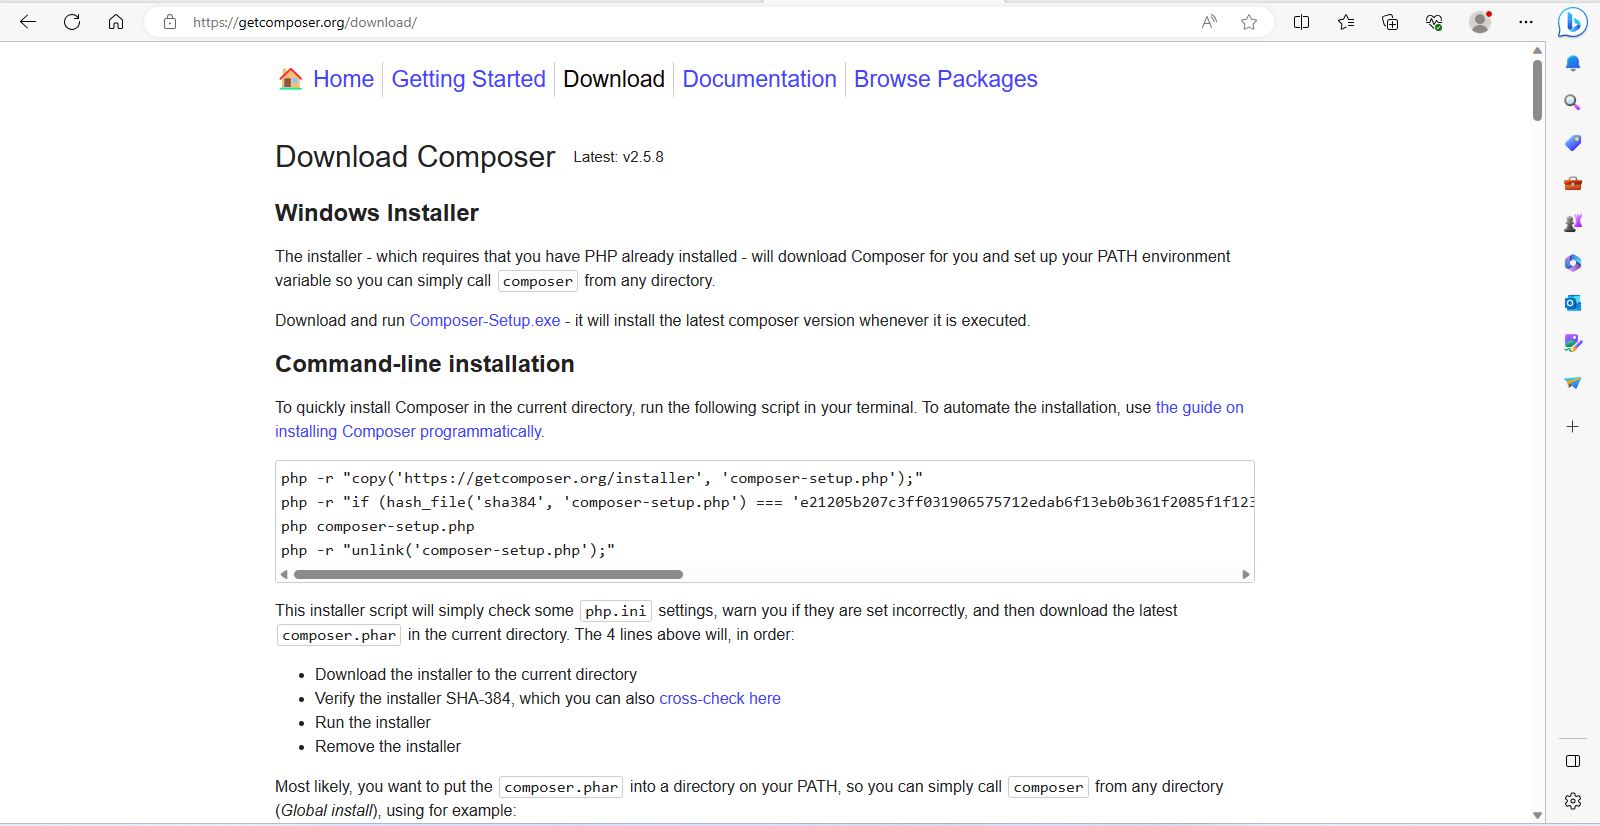 https://getcomposer.org/download/
Home Getting Started Download Documentation Browse Packages
Download Composer Latest: v2.5.8
Windows Installer
The installer - which requires that you have PHP already installed - will download Composer for you and set up your PATH environment
variable so you can simply call composer from any directory.
Download and run Composer-Setup.exe - it will install the latest composer version whenever it is executed.
Command-line installation
To quickly install Composer in the current directory, run the following script in your terminal. To automate the installation, use the guide on
installing Composer programmatically.
php -r "copy('https://getcomposer.org/installer', 'composer-setup.php');"
php -r "if (hash_file('sha384', 'composer-setup.php') === 'e21205b207c3ff031906575712edab6f13eb0b361f2085f1f123
php composer-setup.php
php -r "unlink('composer-setup.php');"
This installer script will simply check some php.ini settings, warn you if they are set incorrectly, and then download the latest
composer.phar in the current directory. The 4 lines above will, in order:
• Download the installer to the current directory
• Verify the installer SHA-384, which you can also cross-check here
• Run the installer
• Remove the installer
Most likely, you want to put the composer.phar into a directory on your PATH, so you can simply call composer from any directory
(Global install), using for example: